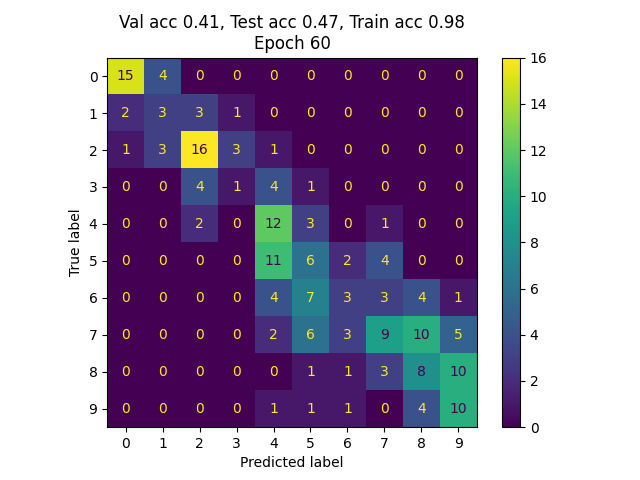 Val acc 0.41, Test acc 0.47, Train acc 0.98
Epoch 60
0 15 4 0 0 0 0 0 0 0 0
1 2 3 3 1 0 0 0 0 0 0
2 1 3 16 3 1 0 0 0 0 0
3 0 0 4 1 4 1 0 0 0 0
4 0 0 2 0 12 3 0 1 0 0
5 0 0 0 0 11 6 2 4 0 0
6 0 0 0 0 4 7 3 3 4 1
7 0 0 0 0 2 6 3 9 10 5
8 0 0 0 0 0 1 1 3 8 10
9 0 0 0 0 1 1 1 0 4 10
0 1 2 3 4 5 6 7 8 9
Predicted label
True label
16
14
12
10
8
6
4
2
0